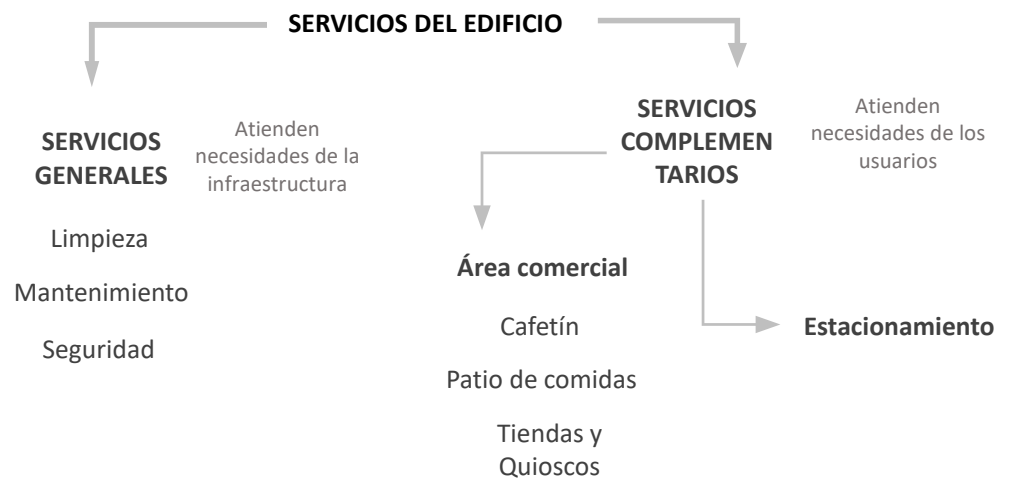 SERVICIOS DEL EDIFICIO
SERVICIOS
GENERALES
Atienden
necesidades de la
infraestructura
Limpieza
Mantenimiento
Seguridad
SERVICIOS
COMPLEMEN
TARIOS
Atienden
necesidades de los
usuarios
Área comercial
Cafetín
Patio de comidas
Tiendas y
Quioscos
Estacionamiento